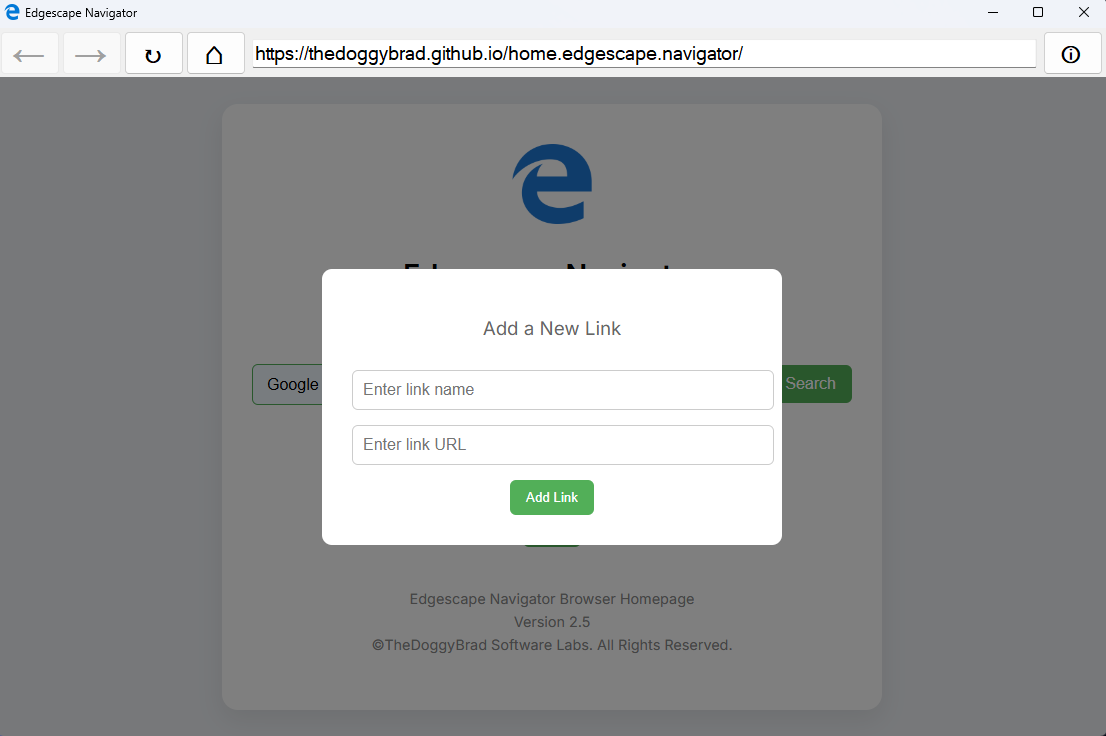 Edgescape Navigator
https://thedoggybrad.github.io/home.edgescape.navigator/
Add a New Link
Google
Enter link name
Search
Enter link URL
Add Link
Edgescape Navigator Browser Homepage
Version 2.5
©TheDoggyBrad Software Labs. All Rights Reserved.